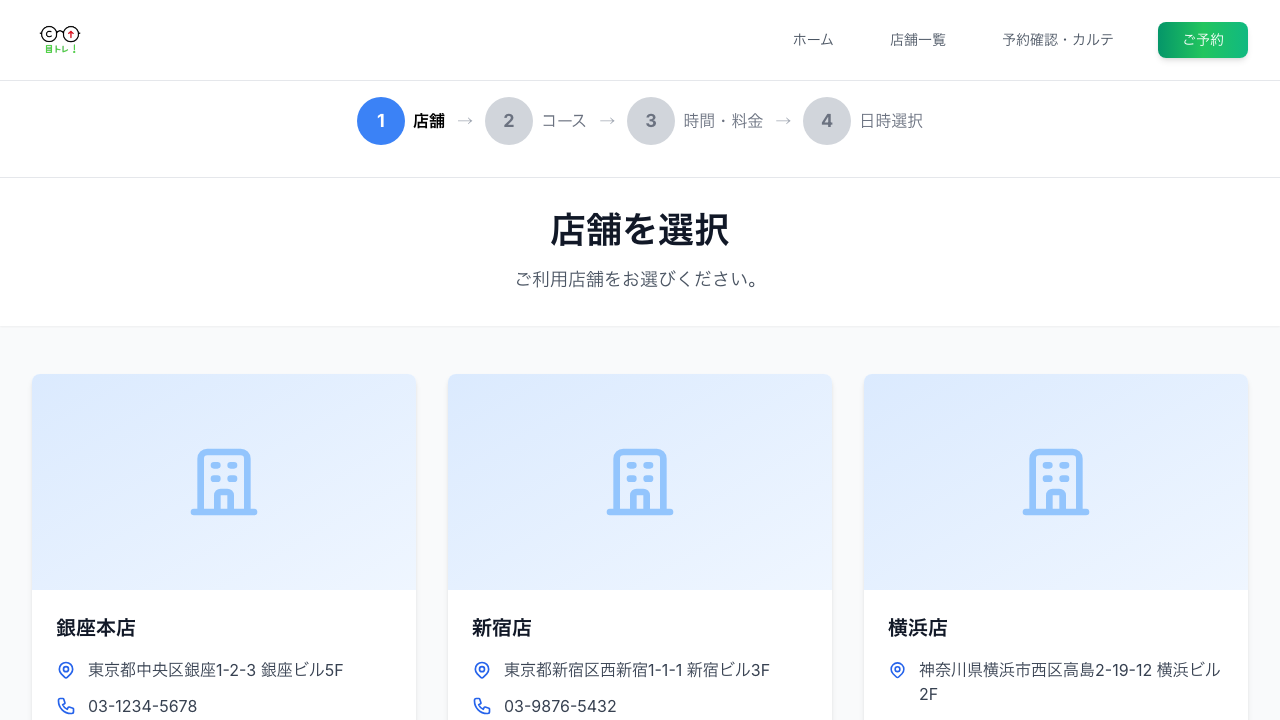 目トレ!
ホーム
店舗一覧
予約確認・カルテ
ご予約
1 店舗 → 2 コース → 3 時間・料金 → 4 日時選択
店舗を選択
ご利用店舗をお選びください。
銀座本店
東京都中央区銀座1-2-3 銀座ビル5F
03-1234-5678
新宿店
東京都新宿区西新宿1-1-1 新宿ビル3F
03-9876-5432
横浜店
神奈川県横浜市西区高島2-19-12 横浜ビル
2F